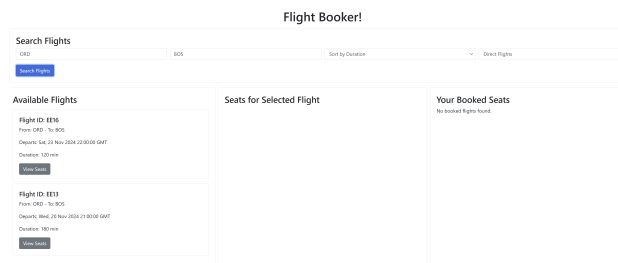 Flight Booker!
Search Flights
ORD
BOS
Sort by Duration
Direct Flights
Search Flights
Available Flights
Flight ID: EE16
From: ORD - To: BOS
Departs: Sat, 23 Nov 2024 22:00:00 GMT
Duration: 120 min
View Seats
Flight ID: EE13
From: ORD - To: BOS
Departs: Wed, 20 Nov 2024 21:00:00 GMT
Duration: 180 min
View Seats
Seats for Selected Flight
Your Booked Seats
No booked flights found.